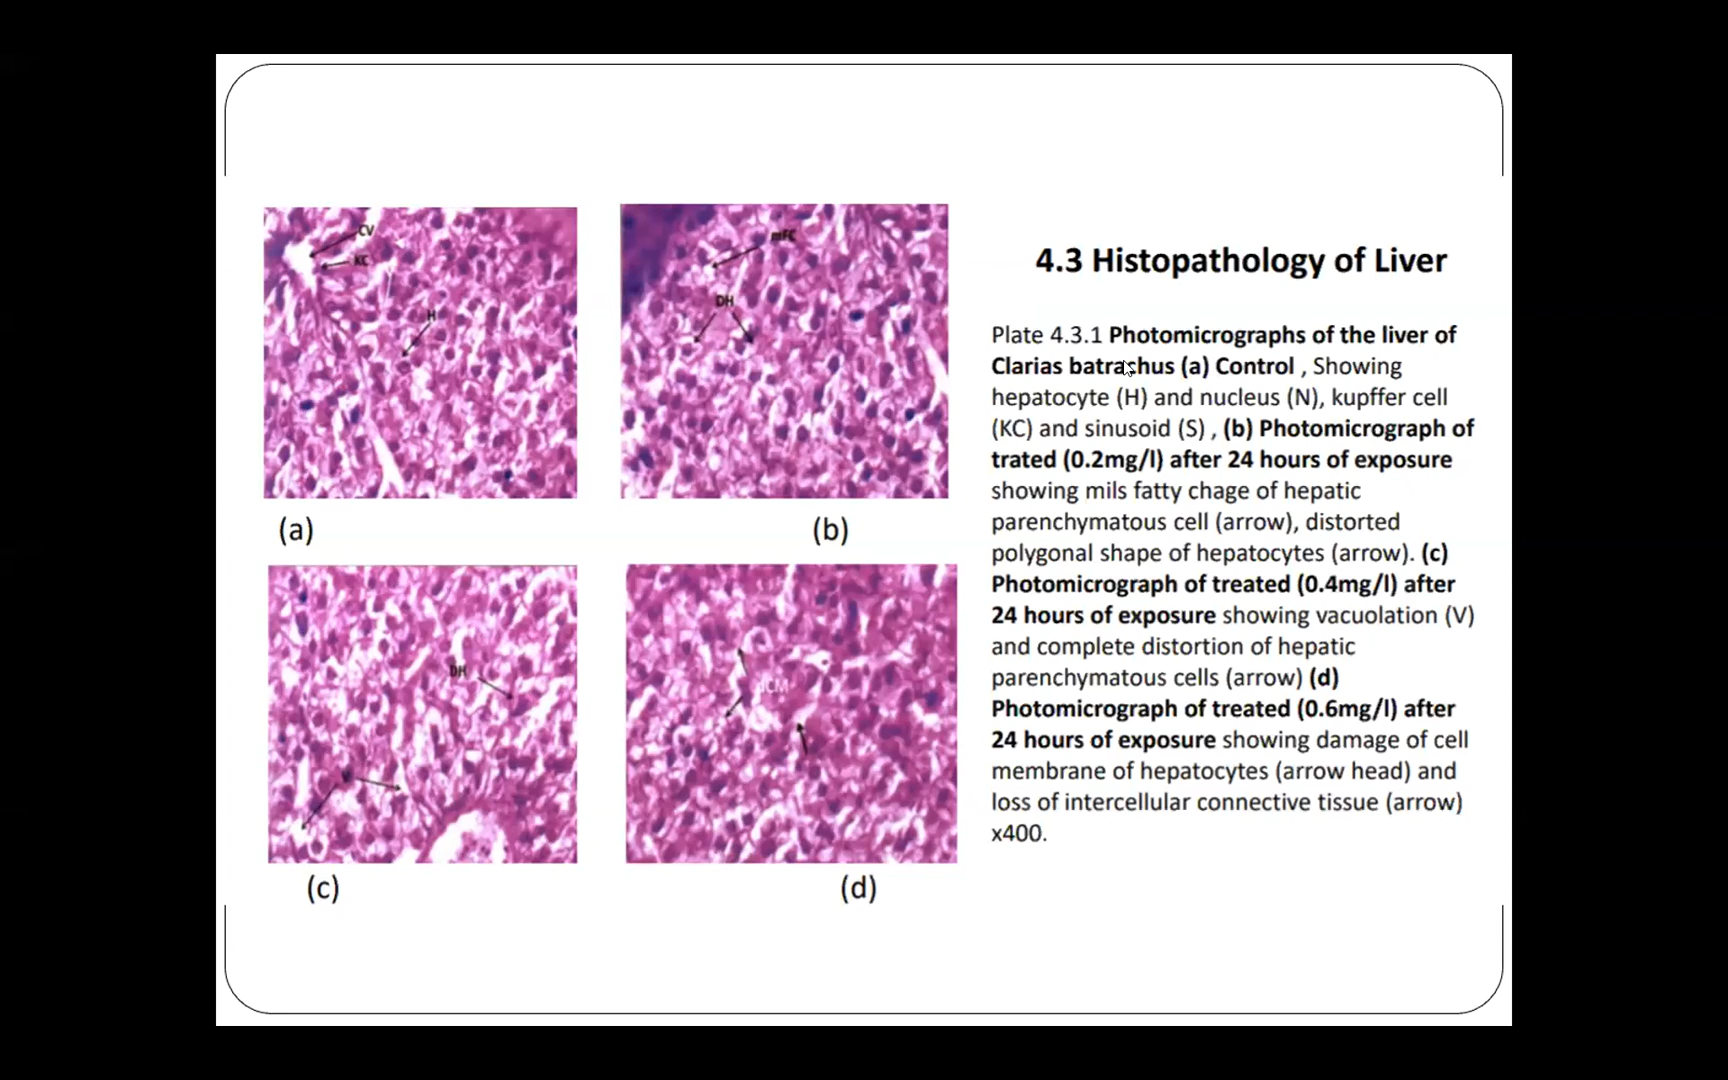 CV
KC
H
(a)
mFC
DH
(b)
DH
(c)
dCM
(d)
4.3 Histopathology of Liver
Plate 4.3.1 Photomicrographs of the liver of
Clarias batrachus (a) Control , Showing
hepatocyte (H) and nucleus (N), kupffer cell
(KC) and sinusoid (S) , (b) Photomicrograph of
trated (0.2mg/l) after 24 hours of exposure
showing mils fatty chage of hepatic
parenchymatous cell (arrow), distorted
polygonal shape of hepatocytes (arrow). (c)
Photomicrograph of treated (0.4mg/l) after
24 hours of exposure showing vacuolation (V)
and complete distortion of hepatic
parenchymatous cells (arrow) (d)
Photomicrograph of treated (0.6mg/l) after
24 hours of exposure showing damage of cell
membrane of hepatocytes (arrow head) and
loss of intercellular connective tissue (arrow)
x400.